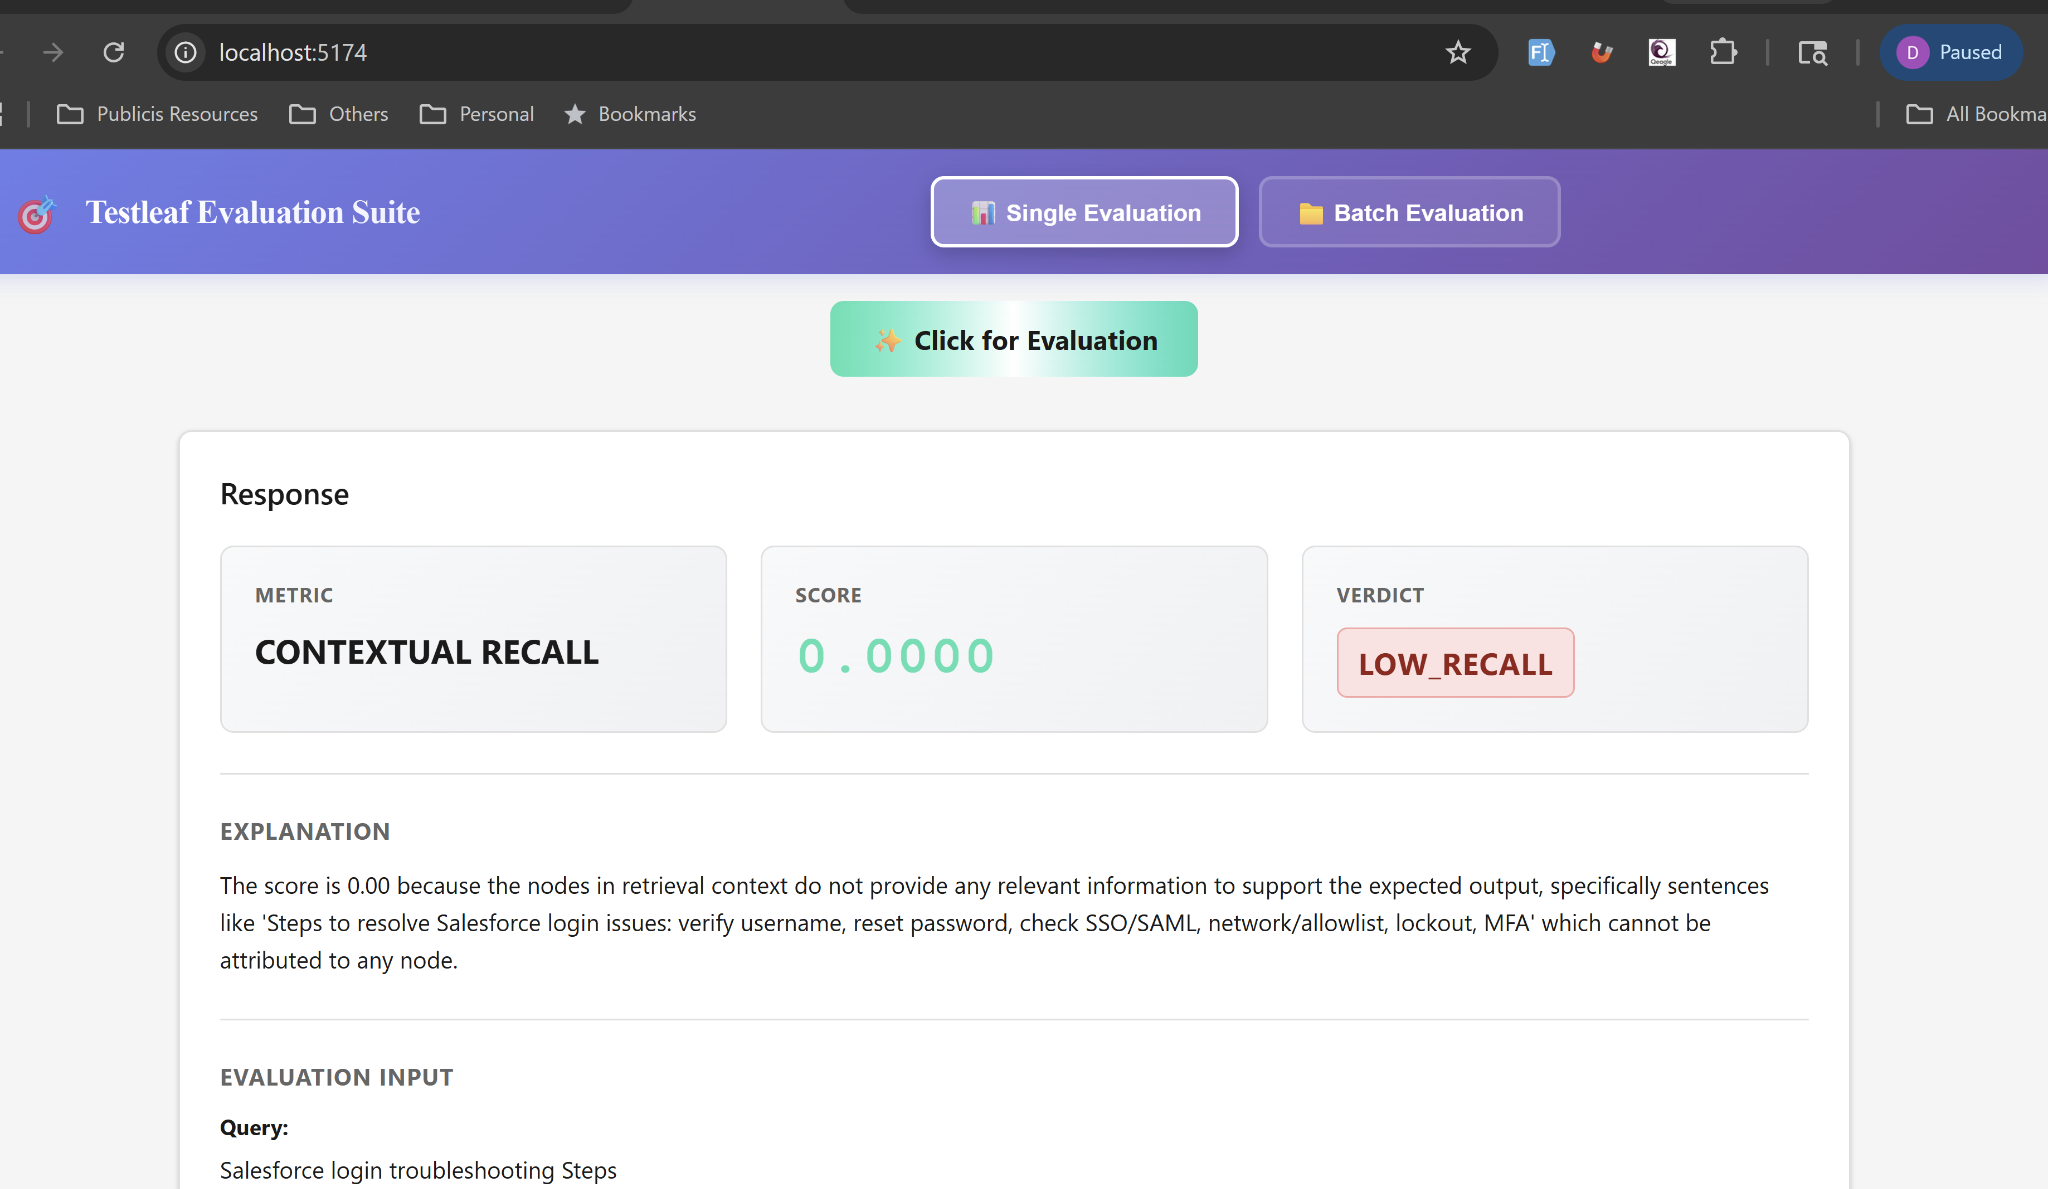 localhost:5174
D Paused
Publicis Resources Others Personal Bookmarks All Bookma
Testleaf Evaluation Suite
Single Evaluation
Batch Evaluation
Click for Evaluation
Response
METRIC
CONTEXTUAL RECALL
SCORE
0.0000
VERDICT
LOW_RECALL
EXPLANATION
The score is 0.00 because the nodes in retrieval context do not provide any relevant information to support the expected output, specifically sentences
like 'Steps to resolve Salesforce login issues: verify username, reset password, check SSO/SAML, network/allowlist, lockout, MFA' which cannot be
attributed to any node.
EVALUATION INPUT
Query:
Salesforce login troubleshooting Steps